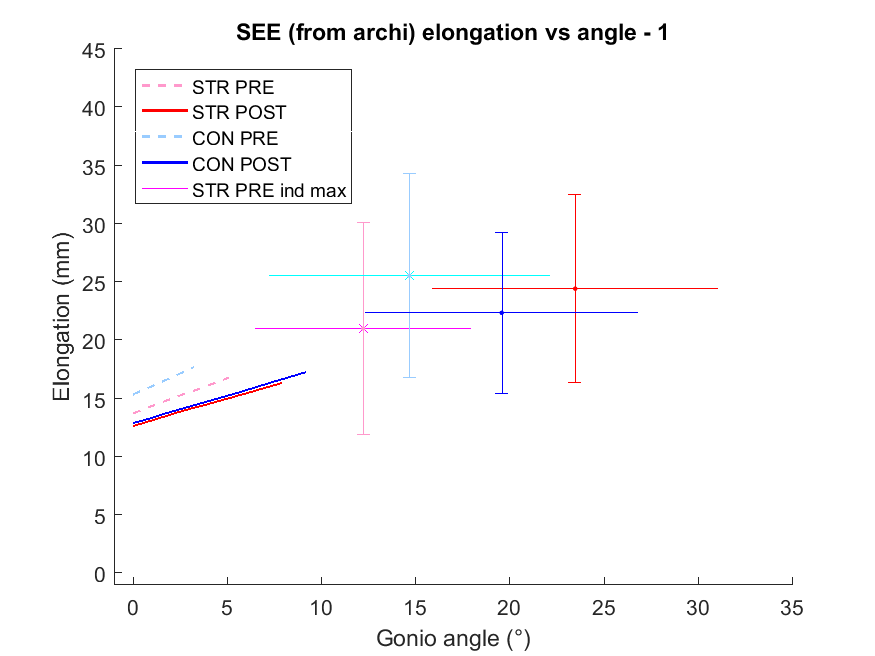 SEE (from archi) elongation vs angle - 1
45
40
35
30
25
20
15
10
5
0
Elongation (mm)
STR PRE
STR POST
CON PRE
CON POST
STR PRE ind max
0 5 10 15 20 25 30 35
Gonio angle (°)